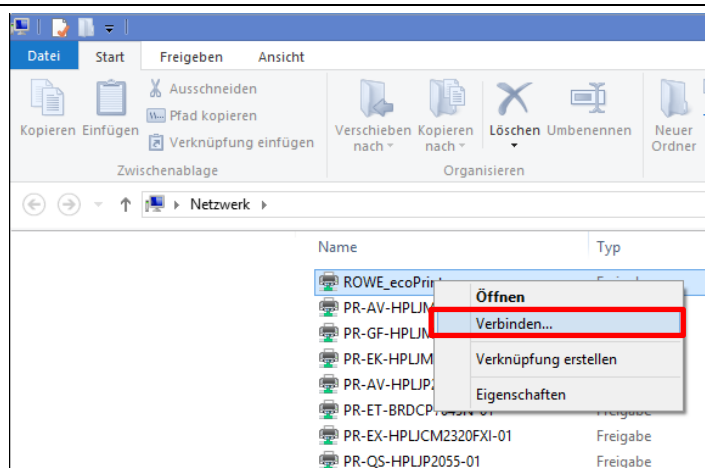 Datei Start Freigeben Ansicht
Kopieren Einfügen
Ausschneiden
Pfad kopieren
Verknüpfung einfügen
Zwischenablage
Verschieben nach
Kopieren nach
Löschen
Umbenennen
Organisieren
Neuer Ordner
Netzwerk
Name Typ
ROWE_ecoPrint
PR-AV-HPLJM
PR-GF-HPLJM
PR-EK-HPLJM
PR-AV-HPLJP2
PR-ET-BRDCP
PR-EX-HPLJCM2320FXI-01 Freigabe
PR-QS-HPLJP2055-01 Freigabe
Öffnen
Verbinden...
Verknüpfung erstellen
Eigenschaften